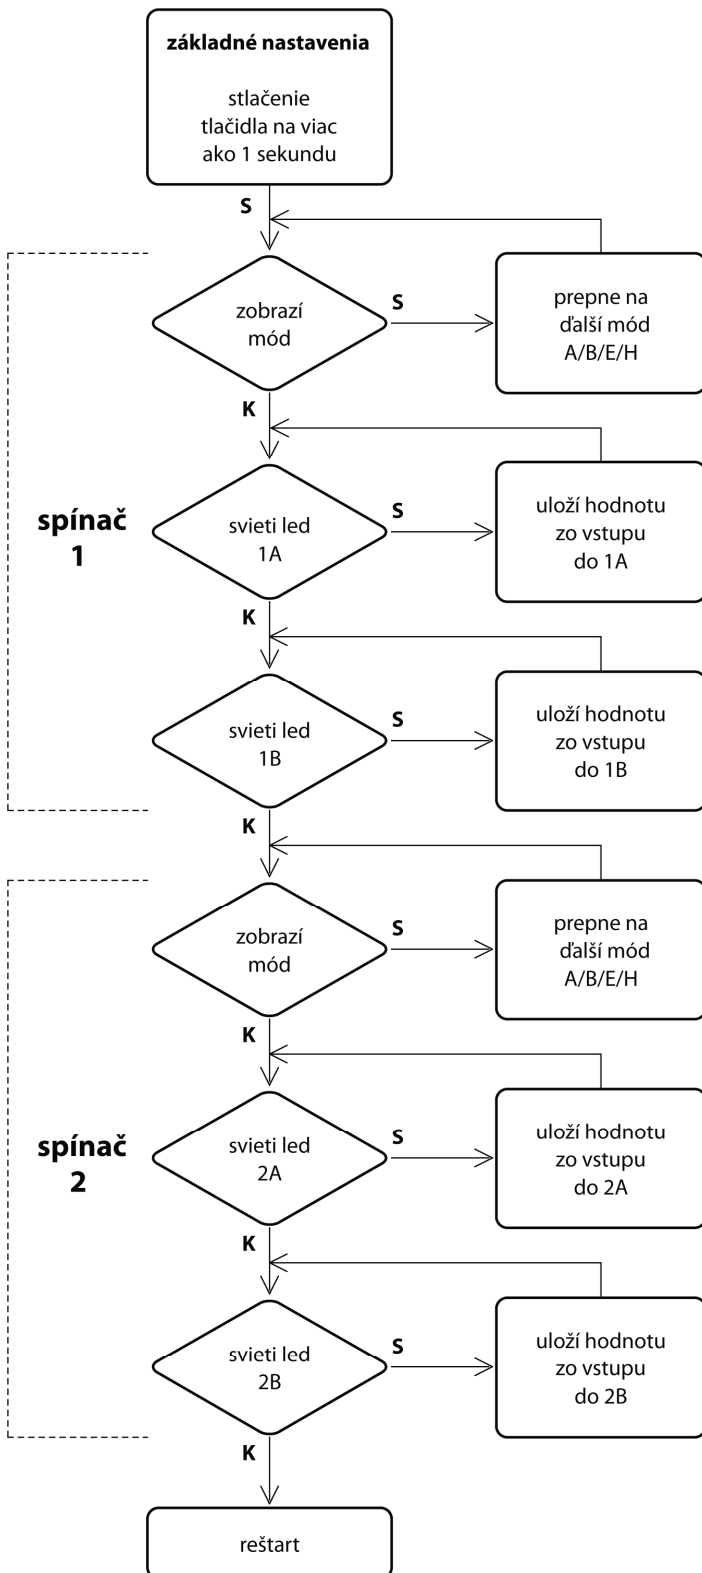 základné nastavenia
stlačenie
tlačidla na viac
ako 1 sekundu
S
zobrazí
mód
S
prepne na
ďalší mód
A/B/E/H
K
spínač
1
svieti led
1A
S
uloží hodnotu
zo vstupu
do 1A
K
svieti led
1B
S
uloží hodnotu
zo vstupu
do 1B
K
zobrazí
mód
S
prepne na
ďalší mód
A/B/E/H
K
spínač
2
svieti led
2A
S
uloží hodnotu
zo vstupu
do 2A
K
svieti led
2B
S
uloží hodnotu
zo vstupu
do 2B
K
reštart